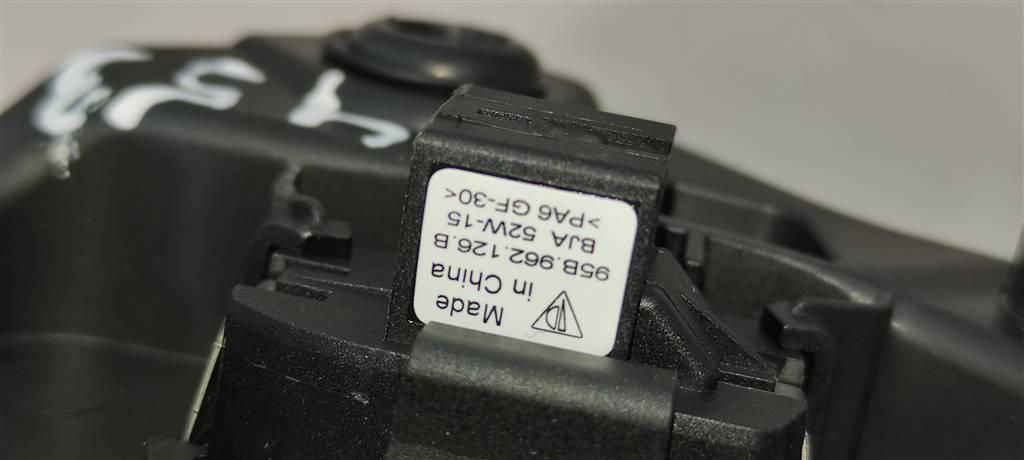 Made
in China
95B.962.126.B
BJA 52W-15
>PA6 GF-30<